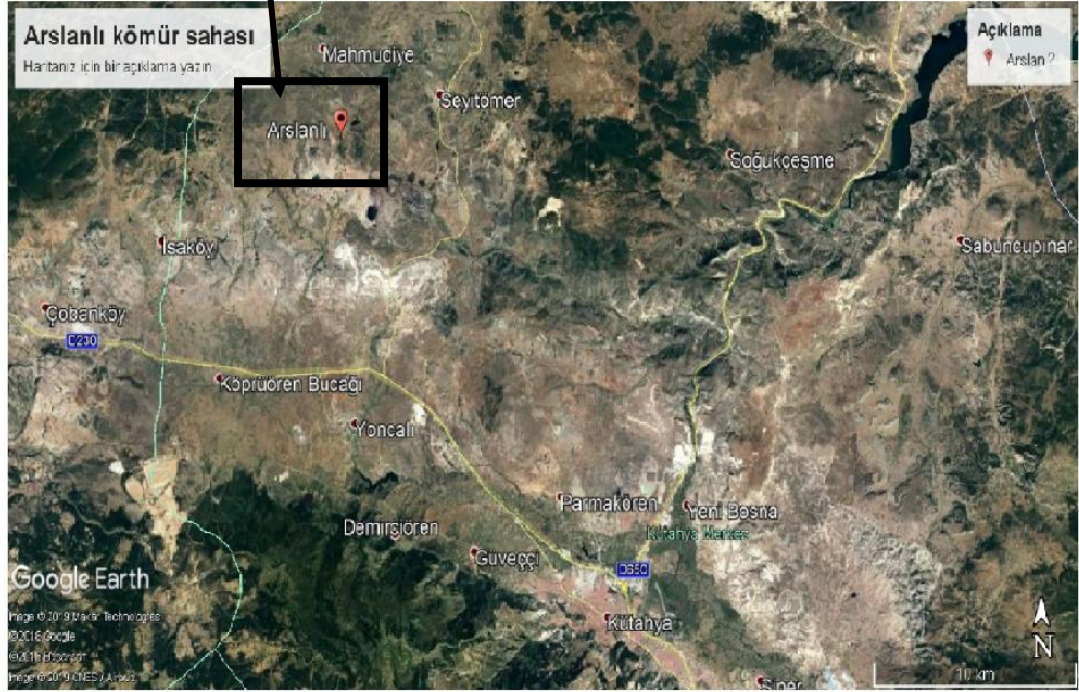 Arslanlı kömür sahası
Haritanız için bir açıklama yazın.
Açıklama
Arslan ?
Mahmudiye
Seyitömer
Arslanlı
Soğukçeşme
İsaköy
Sabuncupınar
Çobanköy
D230
Köprüören Bucağı
Yoncalı
Parmakören
Yeni Bosna
Demirciören
Kütahya Merkez
Güveççi
D650
Google Earth
Image © 2019 Maxar Technologies
© 2018 Google
Kütahya
Image © 2019 CNES / Airbus
N
10 km
Siner